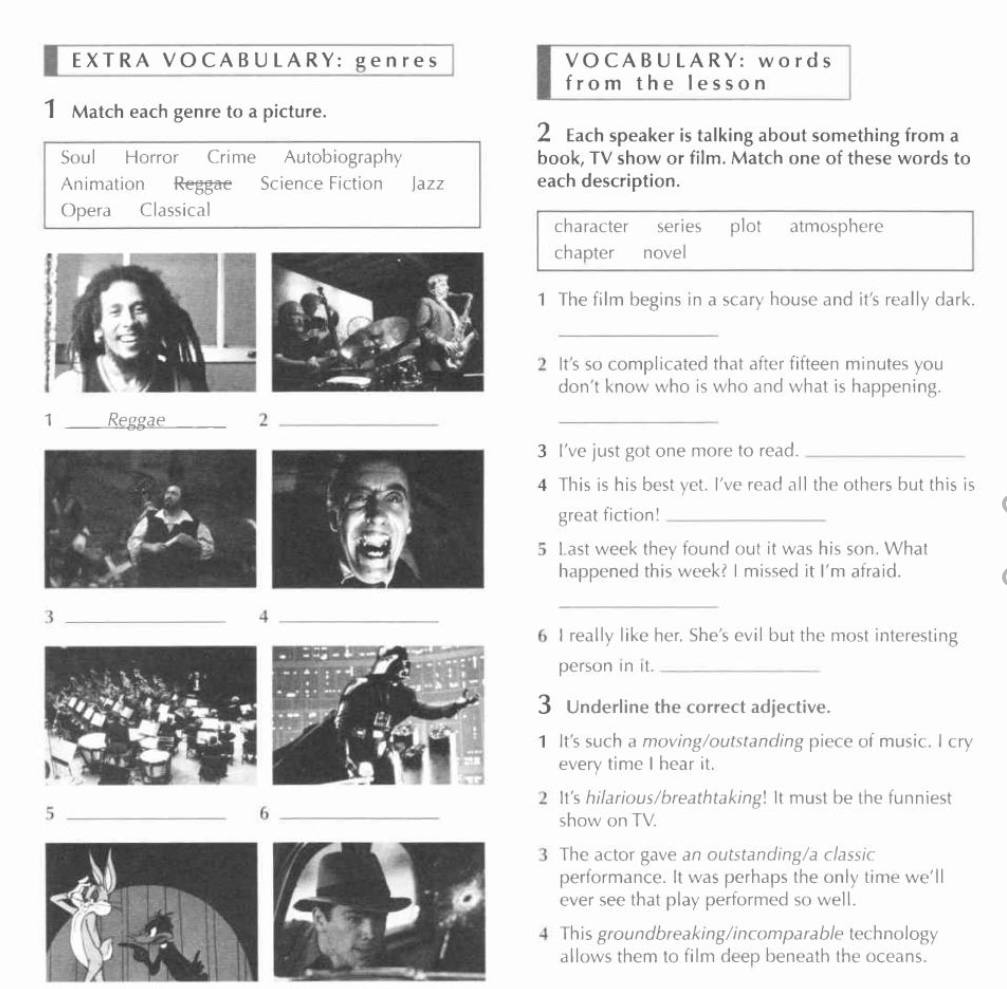 EXTRA VOCABULARY: genres
1 Match each genre to a picture.
Soul Horror Crime Autobiography
Animation Reggae Science Fiction Jazz
Opera Classical
1 Reggae 2
3 4
5 6
VOCABULARY: words
from the lesson
2 Each speaker is talking about something from a
book, TV show or film. Match one of these words to
each description.
character series plot atmosphere
chapter novel
1 The film begins in a scary house and it's really dark.
2 It's so complicated that after fifteen minutes you
don't know who is who and what is happening.
3 I've just got one more to read.
4 This is his best yet. I've read all the others but this is
great fiction!
5 Last week they found out it was his son. What
happened this week? I missed it I'm afraid.
6 I really like her. She's evil but the most interesting
person in it.
3 Underline the correct adjective.
1 It's such a moving/outstanding piece of music. I cry
every time I hear it.
2 It's hilarious/breathtaking! It must be the funniest
show on TV.
3 The actor gave an outstanding/a classic
performance. It was perhaps the only time we'll
ever see that play performed so well.
4 This groundbreaking/incomparable technology
allows them to film deep beneath the oceans.